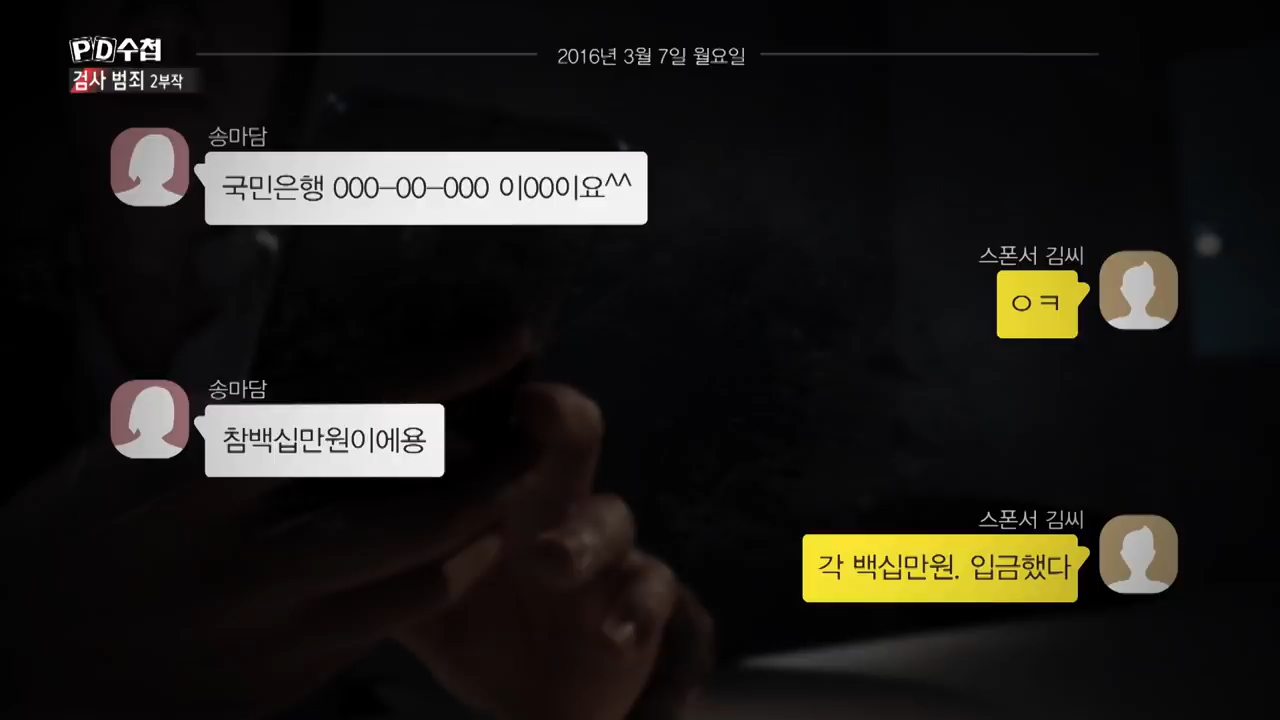 PD수첩
검사 범죄 2부작
2016년 3월 7일 월요일
송마담
국민은행 000-00-000 이00이요^^
스폰서 김씨
ㅇㅋ
송마담
참백십만원이에용
스폰서 김씨
각 백십만원. 입금했다